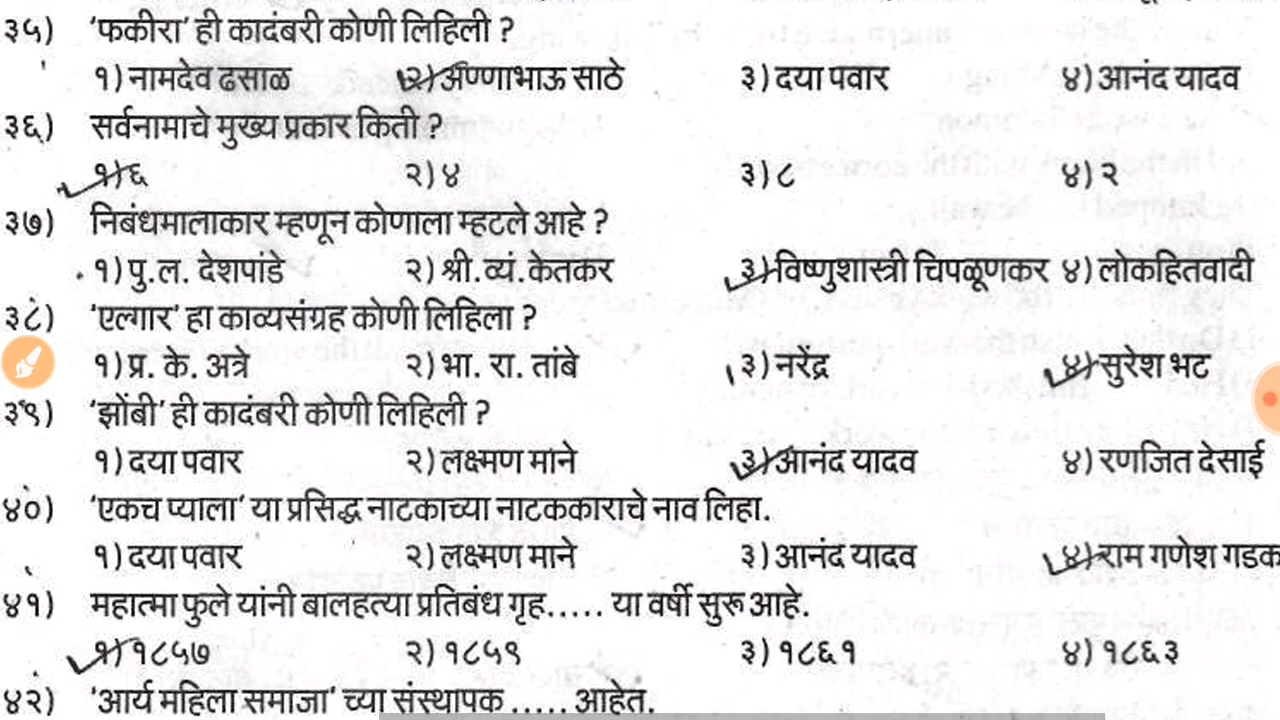 ३५) 'फकीरा' ही कादंबरी कोणी लिहिली ?
१) नामदेव ढसाळ २) अण्णाभाऊ साठे ३) दया पवार ४) आनंद यादव
३६) सर्वनामाचे मुख्य प्रकार किती ?
१) ६ २) ४ ३) ८ ४) २
३७) निबंधमालाकार म्हणून कोणाला म्हटले आहे ?
१) पु.ल. देशपांडे २) श्री.व्यं.केतकर ३) विष्णुशास्त्री चिपळूणकर ४) लोकहितवादी
३८) 'एल्गार' हा काव्यसंग्रह कोणी लिहिला ?
१) प्र. के. अत्रे २) भा. रा. तांबे ३) नरेंद्र ४) सुरेश भट
३९) 'झोंबी' ही कादंबरी कोणी लिहिली ?
१) दया पवार २) लक्ष्मण माने ३) आनंद यादव ४) रणजित देसाई
४०) 'एकच प्याला' या प्रसिद्ध नाटकाच्या नाटककाराचे नाव लिहा.
१) दया पवार २) लक्ष्मण माने ३) आनंद यादव ४) राम गणेश गडक
४१) महात्मा फुले यांनी बालहत्या प्रतिबंध गृह..... या वर्षी सुरू आहे.
१) १८५७ २) १८५९ ३) १८६१ ४) १८६३
४२) 'आर्य महिला समाजा' च्या संस्थापक ..... आहेत.